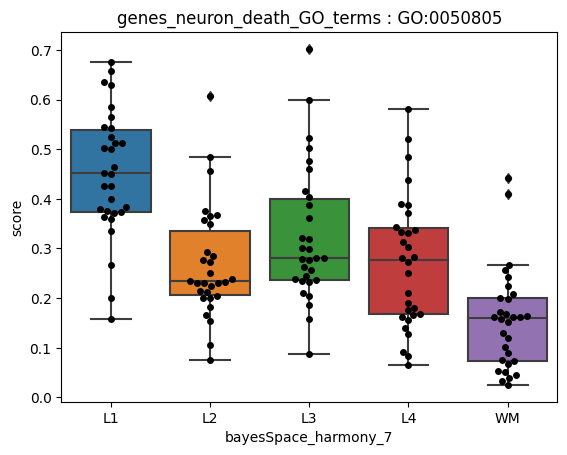 genes_neuron_death_GO_terms : GO:0050805
0.7
0.6
0.5
0.4
0.3
0.2
0.1
0.0
score
L1 L2 L3 L4 WM
bayesSpace_harmony_7